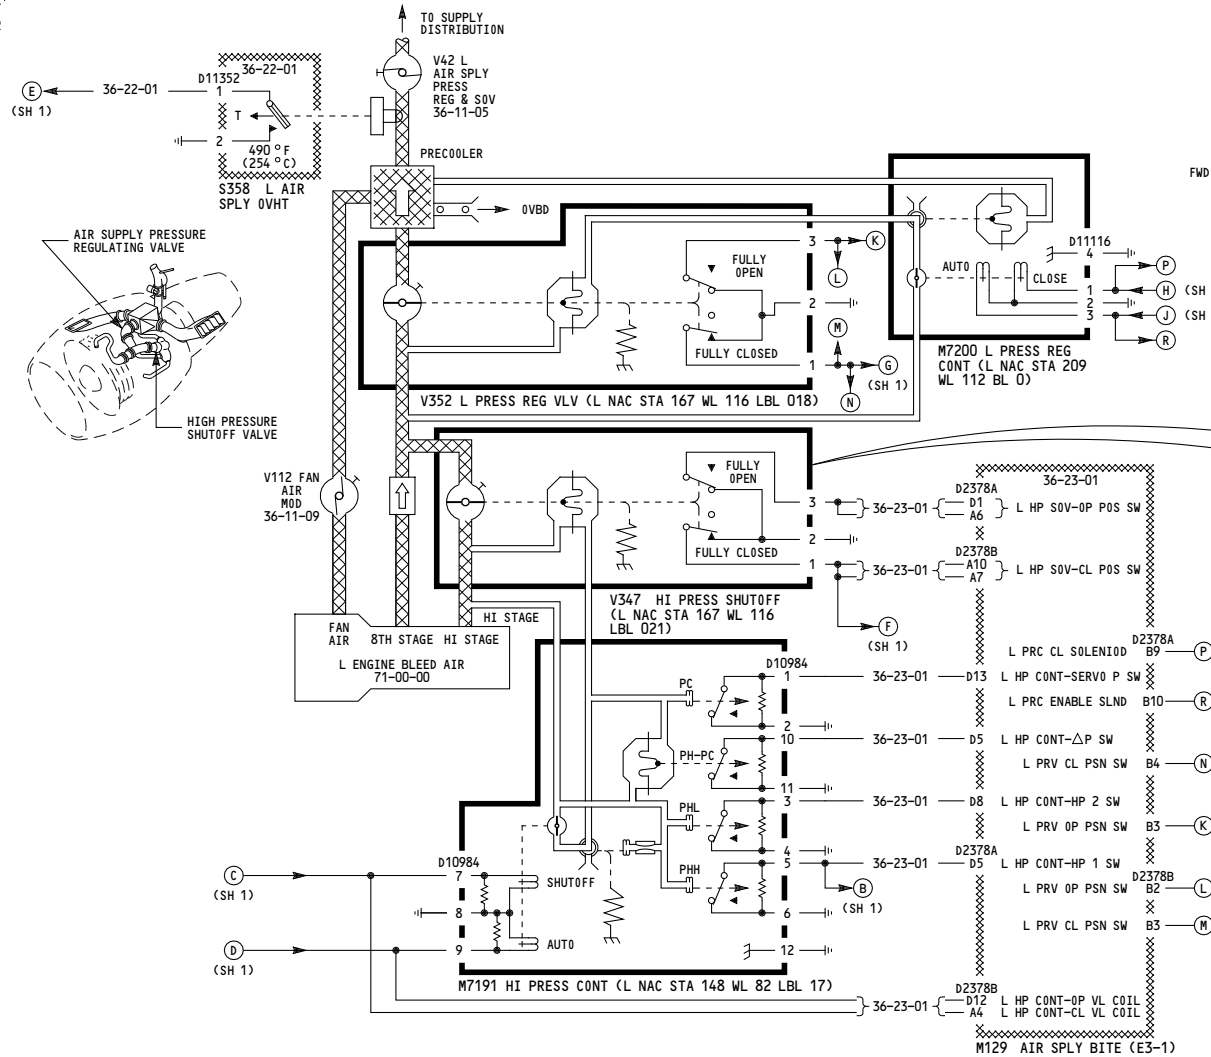 TO SUPPLY
DISTRIBUTION
V42 L
AIR SPLY
PRESS
REG & SOV
36-11-05
36-22-01
D11352
E
36-22-01
1
(SH 1)
T
2
490 °F
(254 °C)
S358 L AIR
SPLY OVHT
PRECOOLER
OVBD
FWD
AIR SUPPLY PRESSURE
REGULATING VALVE
HIGH PRESSURE
SHUTOFF VALVE
FULLY
OPEN
FULLY CLOSED
3
2
1
K
L
M
G
(SH 1)
N
V352 L PRESS REG VLV (L NAC STA 167 WL 116 LBL 018)
AUTO
CLOSE
D11116
4
1
2
3
P
H (SH
J (SH
R
M7200 L PRESS REG
CONT (L NAC STA 209
WL 112 BL 0)
V112 FAN
AIR
MOD
36-11-09
FULLY
OPEN
FULLY CLOSED
3
2
1
V347 HI PRESS SHUTOFF
(L NAC STA 167 WL 116
LBL 021)
F
(SH 1)
HI STAGE
FAN
AIR
8TH STAGE
HI STAGE
L ENGINE BLEED AIR
71-00-00
D10984
PC
1
2
PH-PC
10
11
PHL
3
4
PHH
5
6
12
B
(SH 1)
C
(SH 1)
D
(SH 1)
D10984
7
8
9
SHUTOFF
AUTO
M7191 HI PRESS CONT (L NAC STA 148 WL 82 LBL 17)
36-23-01
D2378A
36-23-01
D1
A6
L HP SOV-OP POS SW
D2378B
36-23-01
A10
A7
L HP SOV-CL POS SW
D2378A
L PRC CL SOLENIOD B9 P
36-23-01 D13 L HP CONT-SERVO P SW
L PRC ENABLE SLND B10 R
36-23-01 D5 L HP CONT-△P SW
L PRV CL PSN SW B4 N
36-23-01 D8 L HP CONT-HP 2 SW
L PRV OP PSN SW B3 K
D2378A
36-23-01 D5 L HP CONT-HP 1 SW
D2378B
L PRV OP PSN SW B2 L
L PRV CL PSN SW B3 M
D2378B
36-23-01
D12 L HP CONT-OP VL COIL
A4 L HP CONT-CL VL COIL
M129 AIR SPLY BITE (E3-1)